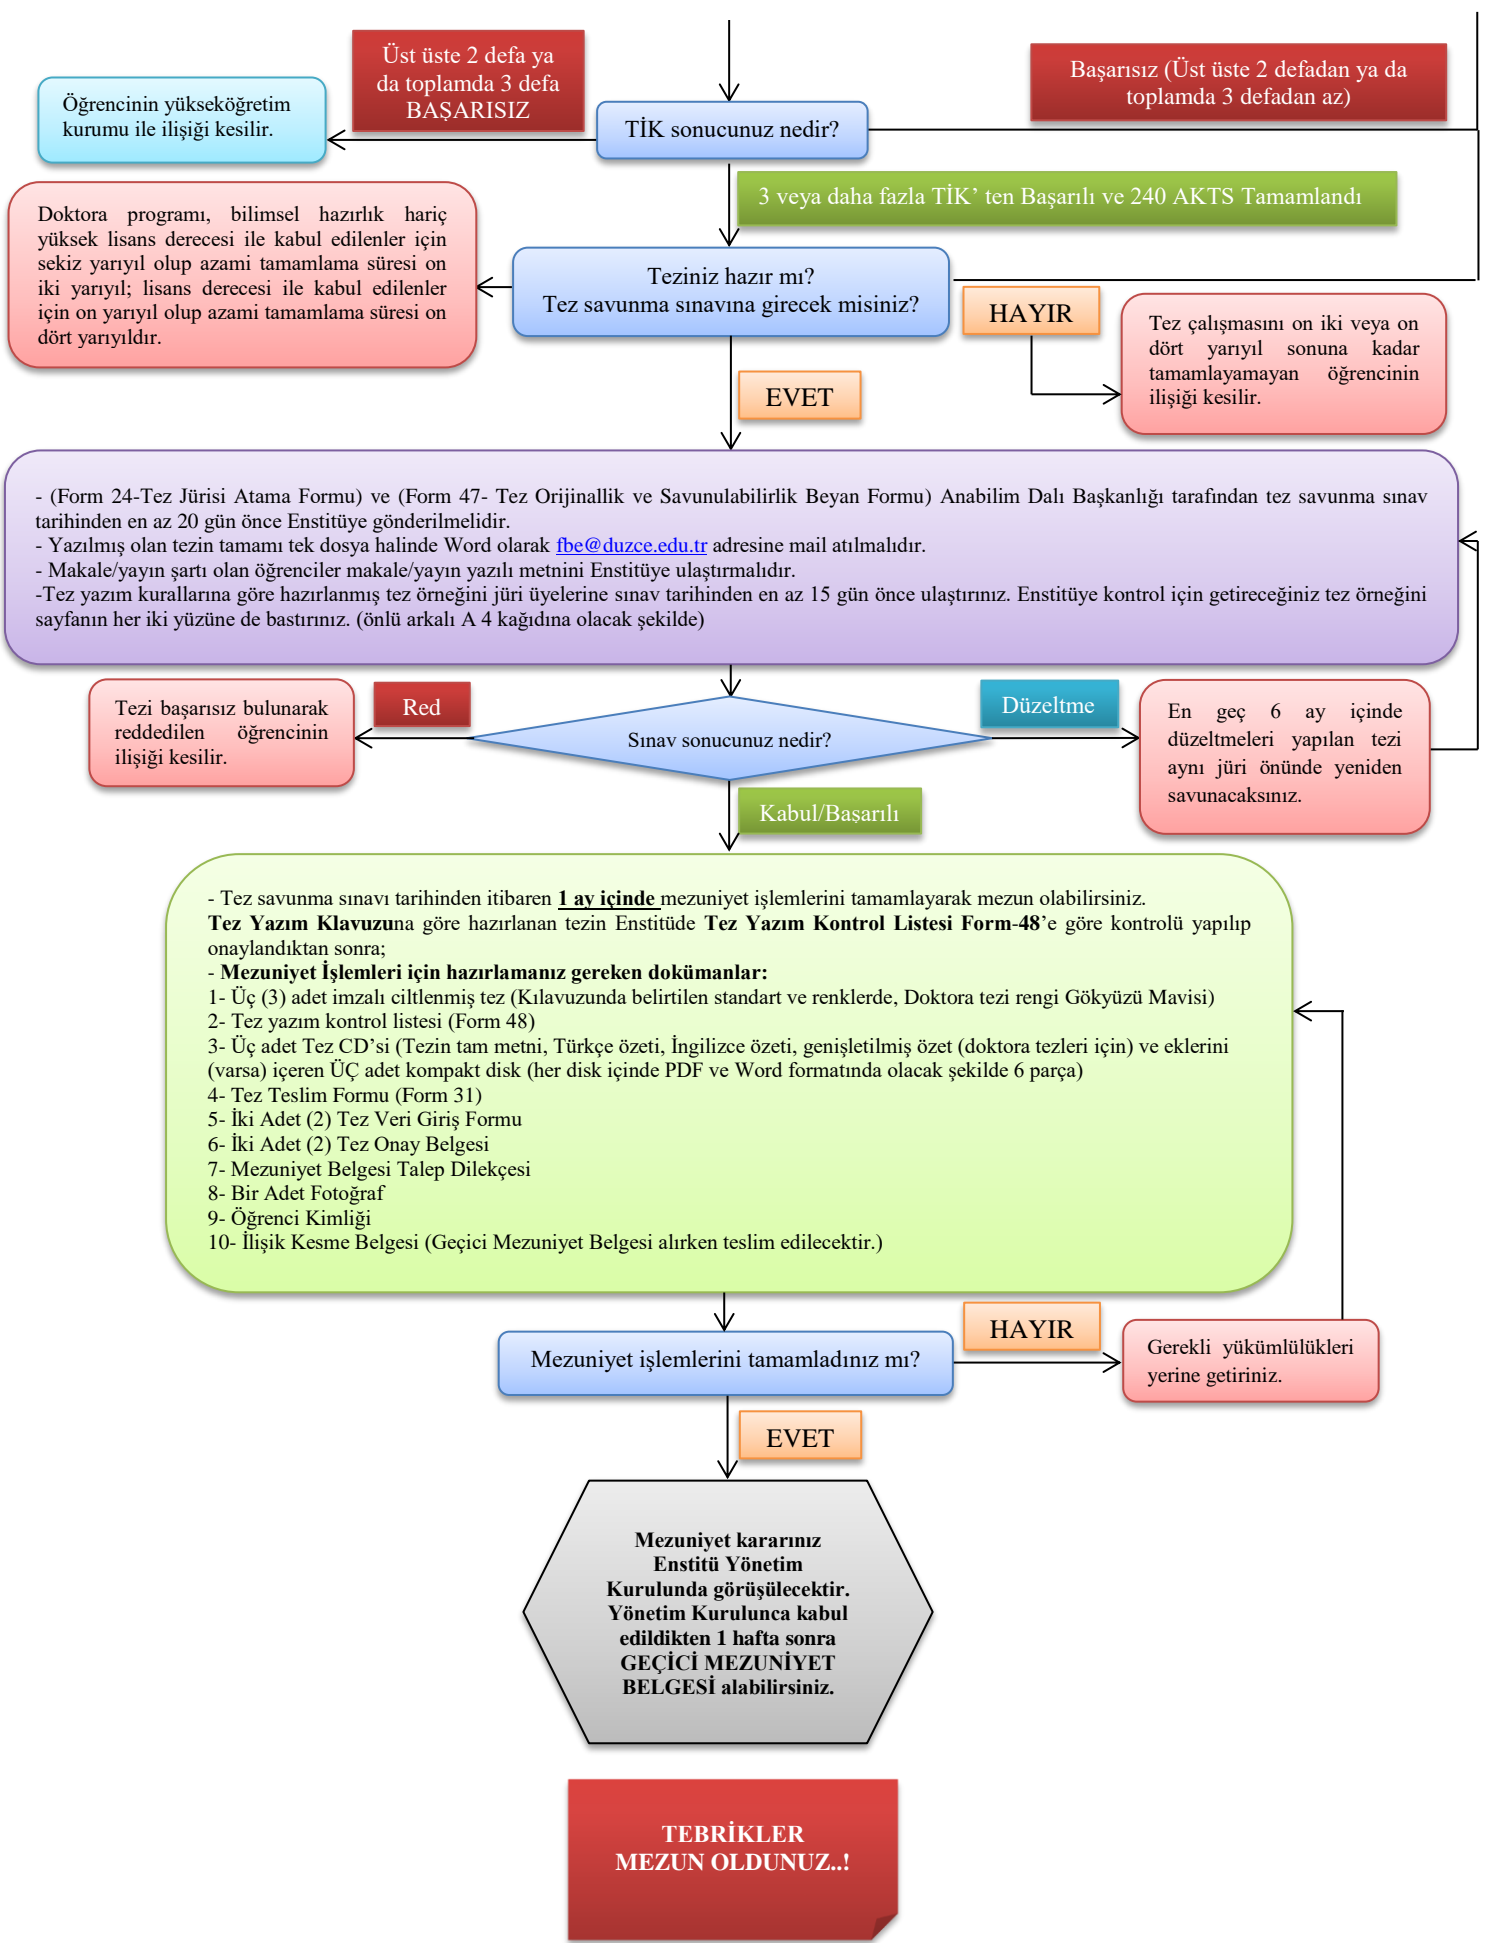 Üst üste 2 defa ya
da toplamda 3 defa
BAŞARISIZ
Başarısız (Üst üste 2 defadan ya da
toplamda 3 defadan az)
Öğrencinin yükseköğretim
kurumu ile ilişiği kesilir.
TİK sonucunuz nedir?
3 veya daha fazla TİK’ ten Başarılı ve 240 AKTS Tamamlandı
Doktora programı, bilimsel hazırlık hariç
yüksek lisans derecesi ile kabul edilenler için
sekiz yarıyıl olup azami tamamlama süresi on
iki yarıyıl; lisans derecesi ile kabul edilenler
için on yarıyıl olup azami tamamlama süresi on
dört yarıyıldır.
Teziniz hazır mı?
Tez savunma sınavına girecek misiniz?
HAYIR
Tez çalışmasını on iki veya on
dört yarıyıl sonuna kadar
tamamlayamayan öğrencinin
ilişiği kesilir.
EVET
- (Form 24-Tez Jürisi Atama Formu) ve (Form 47- Tez Orijinallik ve Savunulabilirlik Beyan Formu) Anabilim Dalı Başkanlığı tarafından tez savunma sınav
tarihinden en az 20 gün önce Enstitüye gönderilmelidir.
- Yazılmış olan tezin tamamı tek dosya halinde Word olarak fbe@duzce.edu.tr adresine mail atılmalıdır.
- Makale/yayın şartı olan öğrenciler makale/yayın yazılı metnini Enstitüye ulaştırmalıdır.
-Tez yazım kurallarına göre hazırlanmış tez örneğini jüri üyelerine sınav tarihinden en az 15 gün önce ulaştırınız. Enstitüye kontrol için getireceğiniz tez örneğini
sayfanın her iki yüzüne de bastırınız. (önlü arkalı A 4 kağıdına olacak şekilde)
Tezi başarısız bulunarak
reddedilen öğrencinin
ilişiği kesilir.
Red
Sınav sonucunuz nedir?
Düzeltme
En geç 6 ay içinde
düzeltmeleri yapılan tezi
aynı jüri önünde yeniden
savunacaksınız.
Kabul/Başarılı
- Tez savunma sınavı tarihinden itibaren 1 ay içinde mezuniyet işlemlerini tamamlayarak mezun olabilirsiniz.
Tez Yazım Klavuzuna göre hazırlanan tezin Enstitüde Tez Yazım Kontrol Listesi Form-48’e göre kontrolü yapılıp
onaylandıktan sonra;
- Mezuniyet İşlemleri için hazırlamanız gereken dokümanlar:
1- Üç (3) adet imzalı ciltlenmiş tez (Kılavuzunda belirtilen standart ve renklerde, Doktora tezi rengi Gökyüzü Mavisi)
2- Tez yazım kontrol listesi (Form 48)
3- Üç adet Tez CD’si (Tezin tam metni, Türkçe özeti, İngilizce özeti, genişletilmiş özet (doktora tezleri için) ve eklerini
(varsa) içeren ÜÇ adet kompakt disk (her disk içinde PDF ve Word formatında olacak şekilde 6 parça)
4- Tez Teslim Formu (Form 31)
5- İki Adet (2) Tez Veri Giriş Formu
6- İki Adet (2) Tez Onay Belgesi
7- Mezuniyet Belgesi Talep Dilekçesi
8- Bir Adet Fotoğraf
9- Öğrenci Kimliği
10- İlişik Kesme Belgesi (Geçici Mezuniyet Belgesi alırken teslim edilecektir.)
Mezuniyet işlemlerini tamamladınız mı?
HAYIR
Gerekli yükümlülükleri
yerine getiriniz.
EVET
Mezuniyet kararınız
Enstitü Yönetim
Kurulunda görüşülecektir.
Yönetim Kurulunca kabul
edildikten 1 hafta sonra
GEÇİCİ MEZUNİYET
BELGESİ alabilirsiniz.
TEBRİKLER
MEZUN OLDUNUZ..!